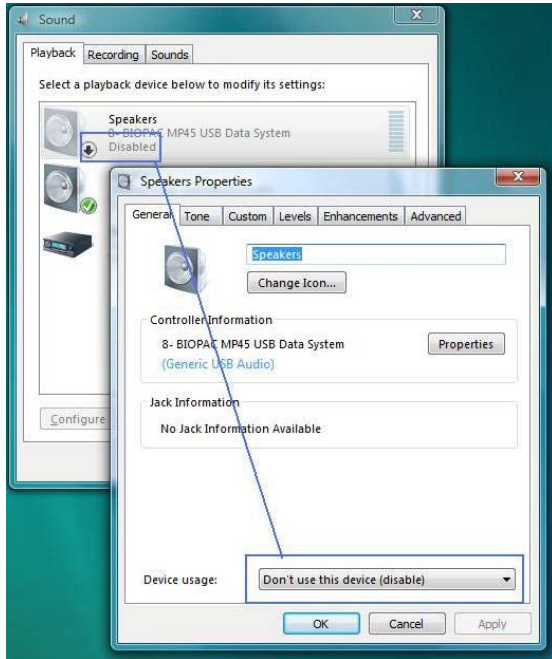 Sound
Playback Recording Sounds
Select a playback device below to modify its settings:
Speakers
8- BIOPAC MP45 USB Data System
Disabled
Speakers Properties
General Tone Custom Levels Enhancements Advanced
Speakers
Change Icon...
Controller Information
8- BIOPAC MP45 USB Data System
Properties
(Generic USB Audio)
Jack Information
No Jack Information Available
Configure
Device usage:
Don't use this device (disable)
OK Cancel Apply